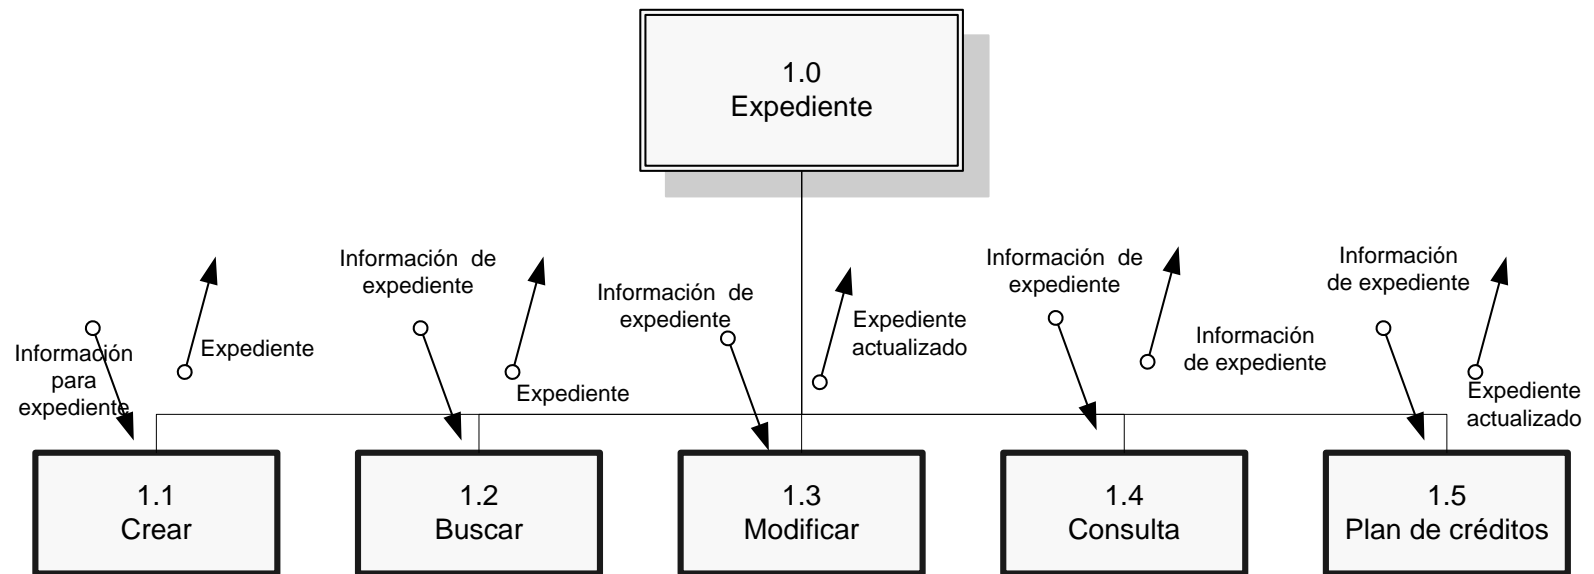 1.0
Expediente
Información
para
expediente
Expediente
Información de
expediente
Expediente
Información de
expediente
Expediente
actualizado
Información de
expediente
Información
de expediente
Información
de expediente
Expediente
actualizado
1.1
Crear
1.2
Buscar
1.3
Modificar
1.4
Consulta
1.5
Plan de créditos